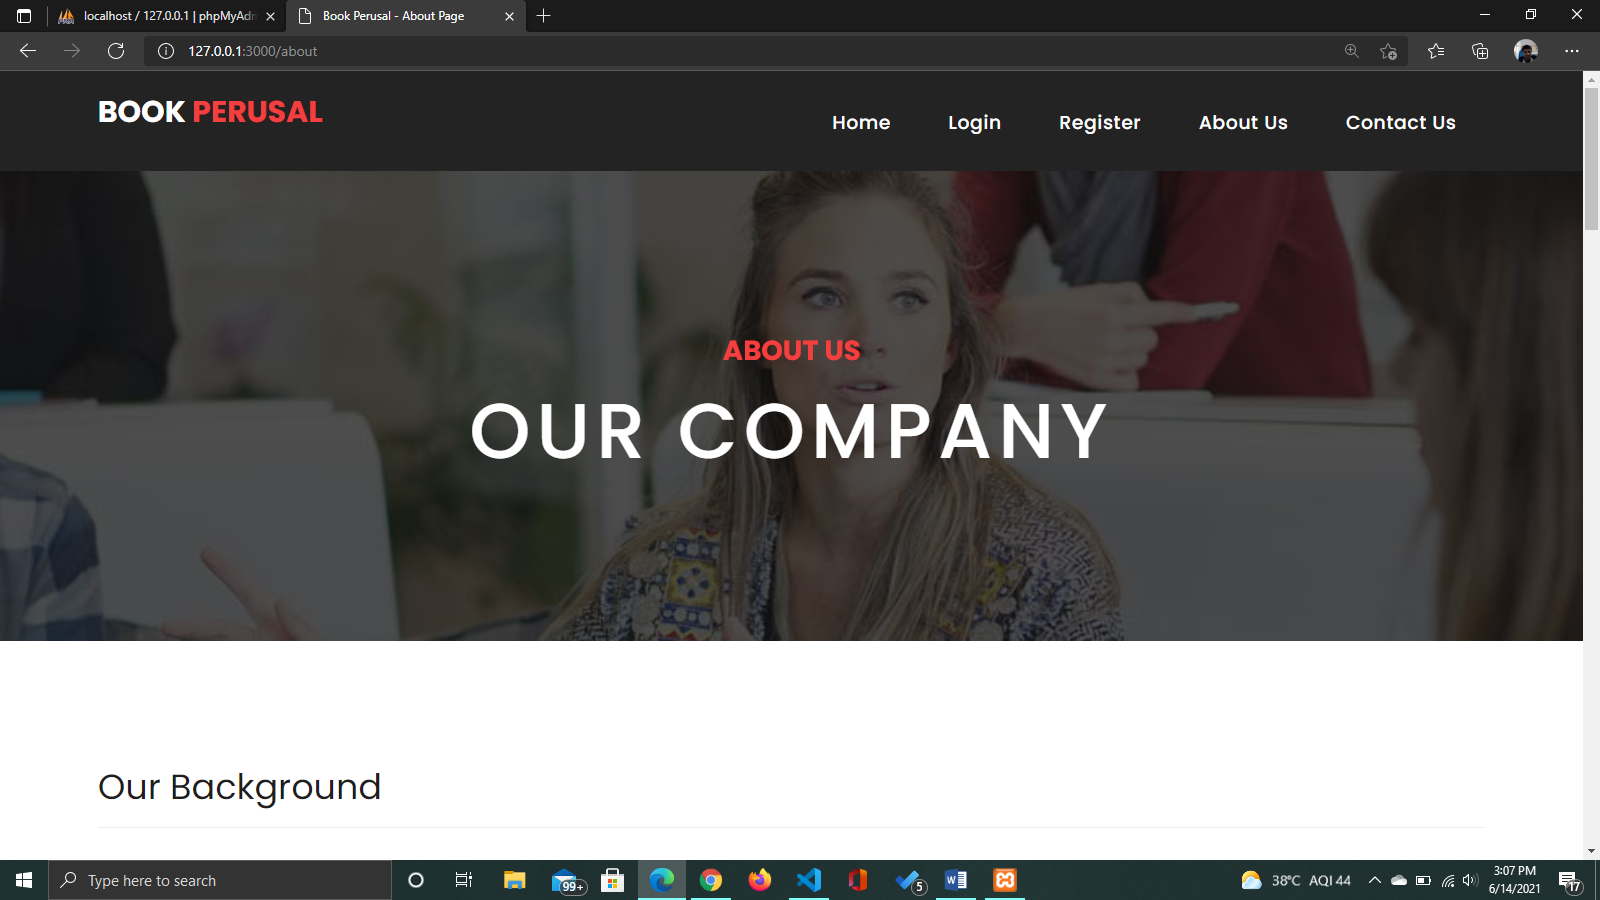 localhost / 127.0.0.1 | phpMyAdm
Book Perusal - About Page
127.0.0.1:3000/about
BOOK PERUSAL
Home
Login
Register
About Us
Contact Us
ABOUT US
OUR COMPANY
Our Background
Type here to search
99+
5
38°C AQI 44
3:07 PM
6/14/2021
17